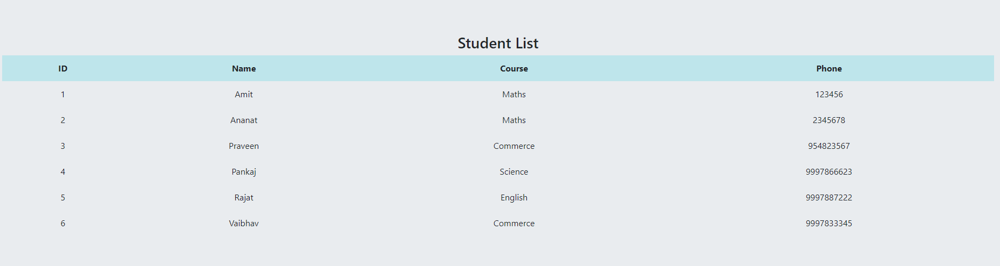 Student List
ID Name Course Phone
1 Amit Maths 123456
2 Ananat Maths 2345678
3 Praveen Commerce 954823567
4 Pankaj Science 9997866623
5 Rajat English 9997887222
6 Vaibhav Commerce 9997833345